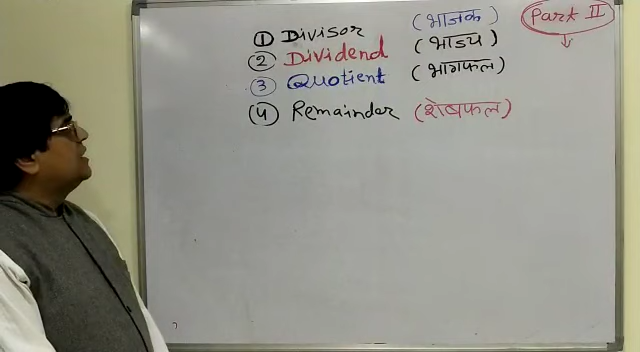 ① Divisor (भाजक)
② Dividend (भाज्य)
③ Quotient (भागफल)
④ Remainder (शेषफल)
Part II